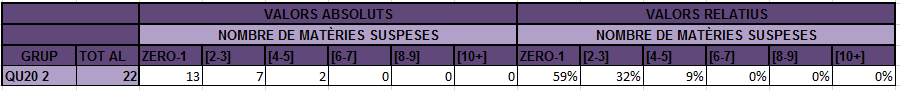 VALORS ABSOLUTS VALORS RELATIUS
NOMBRE DE MATÈRIES SUSPESES NOMBRE DE MATÈRIES SUSPESES
GRUP TOT AL ZERO-1 [2-3] [4-5] [6-7] [8-9] [10+] ZERO-1 [2-3] [4-5] [6-7] [8-9] [10+]
QU20 2 22 13 7 2 0 0 0 59% 32% 9% 0% 0% 0%